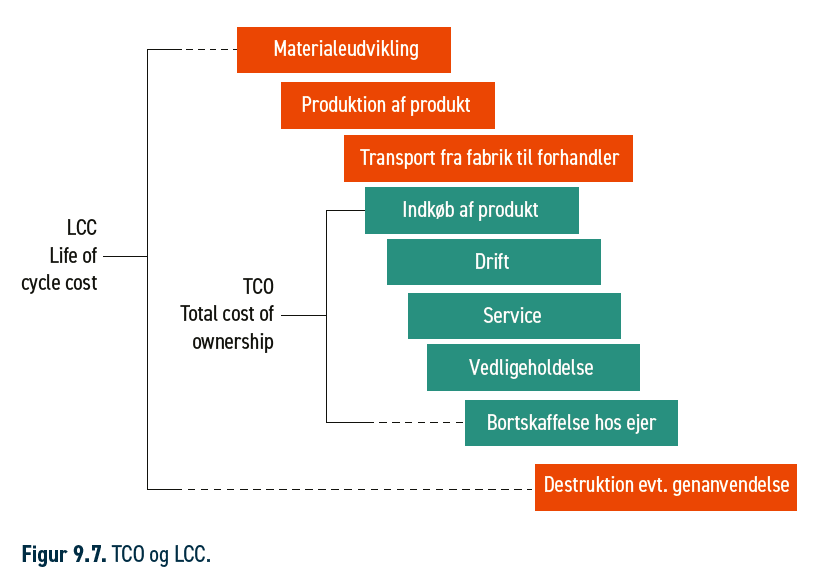 Materialeudvikling
Produktion af produkt
Transport fra fabrik til forhandler
Indkøb af produkt
LCC
Life of
cycle cost
Drift
TCO
Total cost of
ownership
Service
Vedligeholdelse
Bortskaffelse hos ejer
Destruktion evt. genanvendelse
Figur 9.7. TCO og LCC.